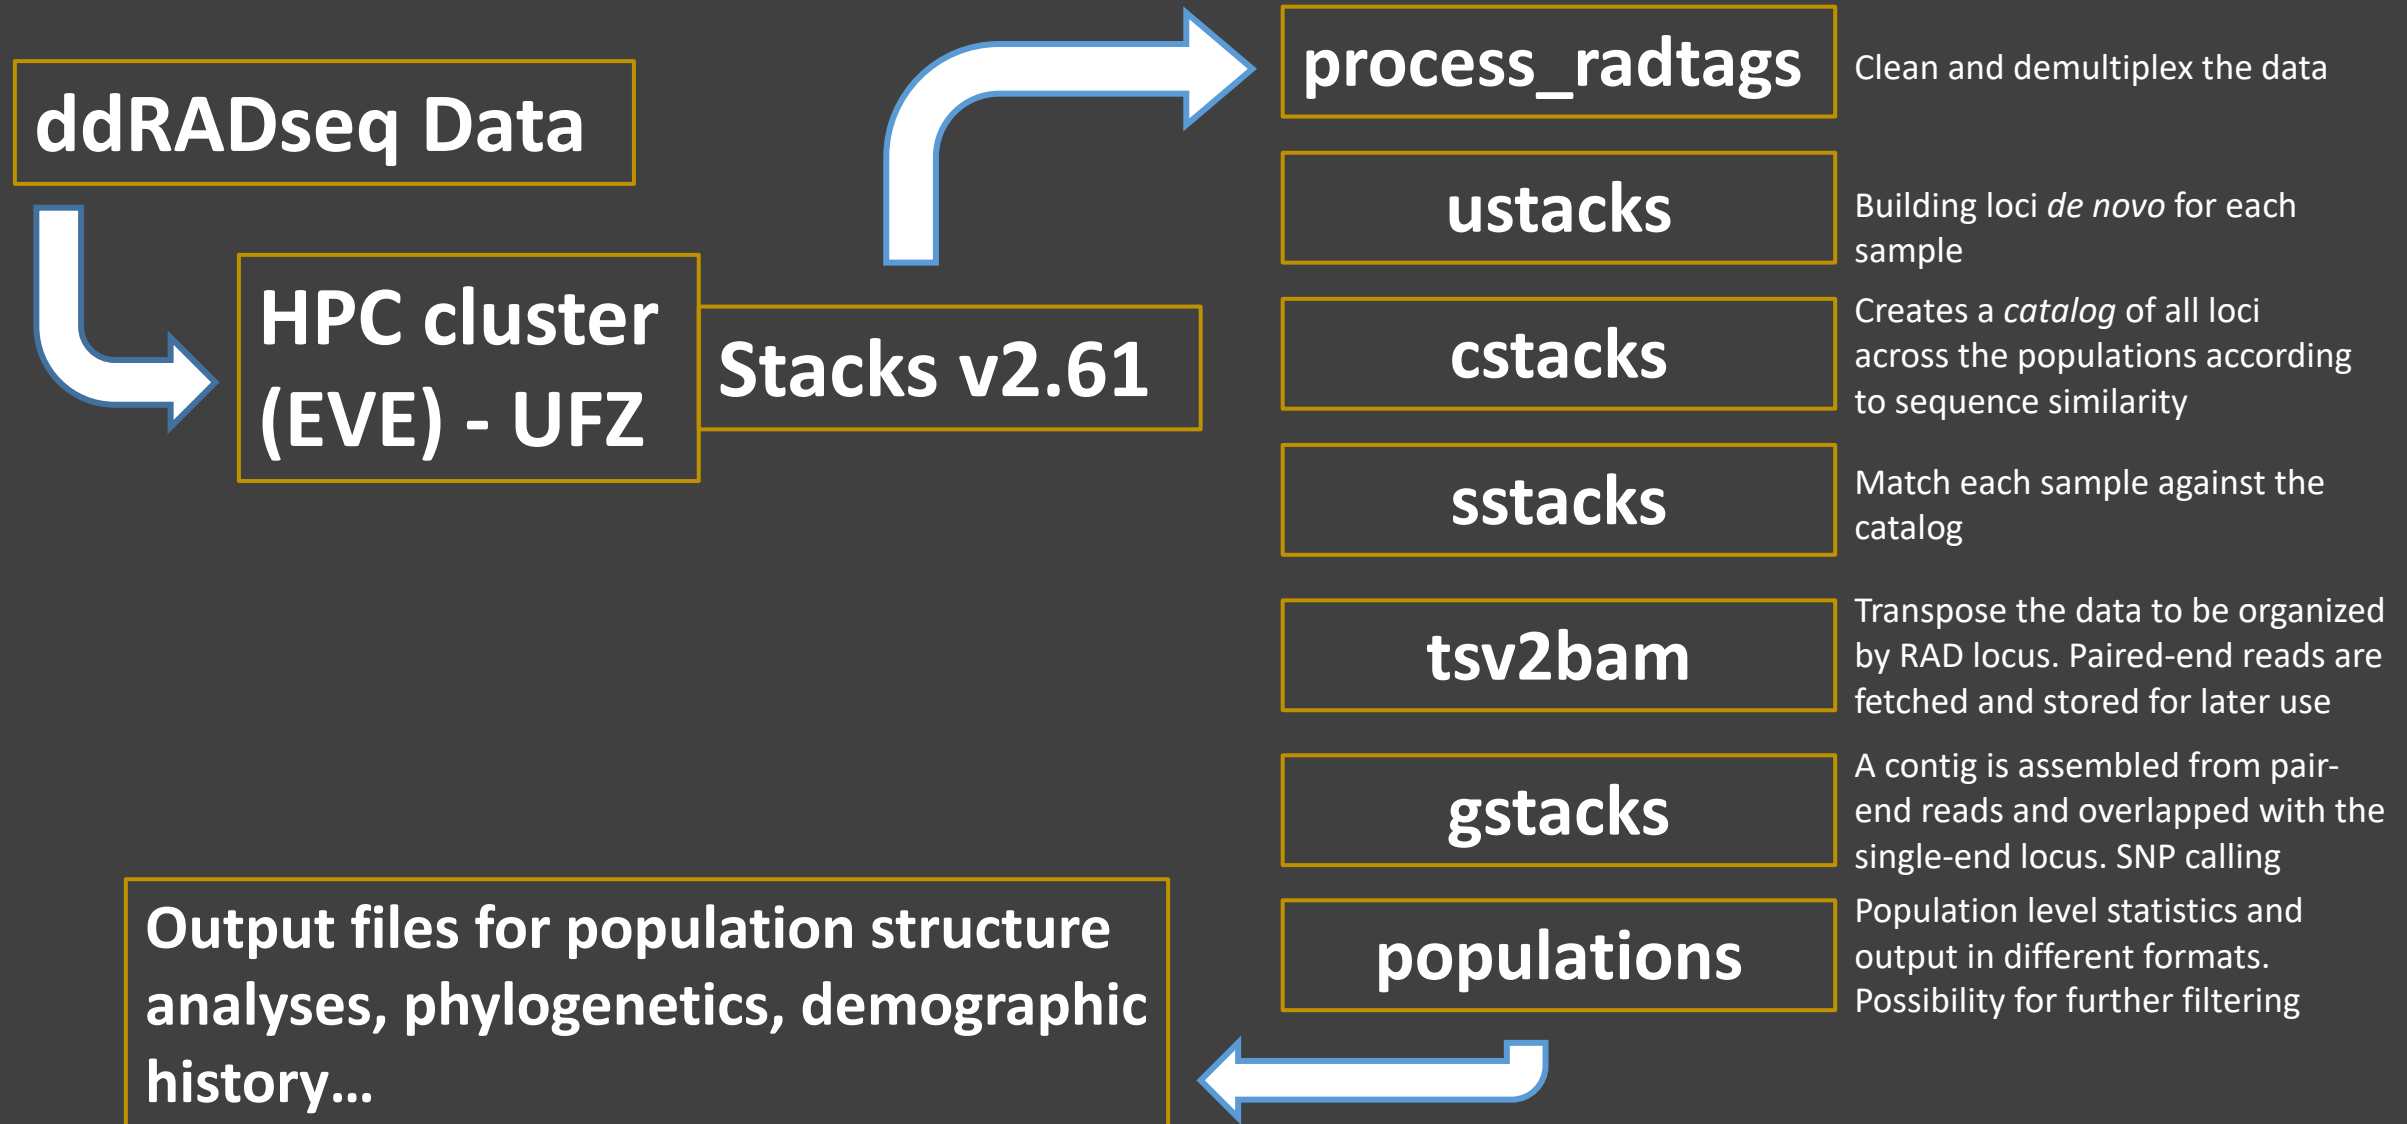 ddRADseq Data
HPC cluster
(EVE) - UFZ
Stacks v2.61
process_radtags
Clean and demultiplex the data
ustacks
Building loci de novo for each
sample
cstacks
Creates a catalog of all loci
across the populations according
to sequence similarity
sstacks
Match each sample against the
catalog
tsv2bam
Transpose the data to be organized
by RAD locus. Paired-end reads are
fetched and stored for later use
gstacks
A contig is assembled from pair-
end reads and overlapped with the
single-end locus. SNP calling
populations
Population level statistics and
output in different formats.
Possibility for further filtering
Output files for population structure
analyses, phylogenetics, demographic
history…